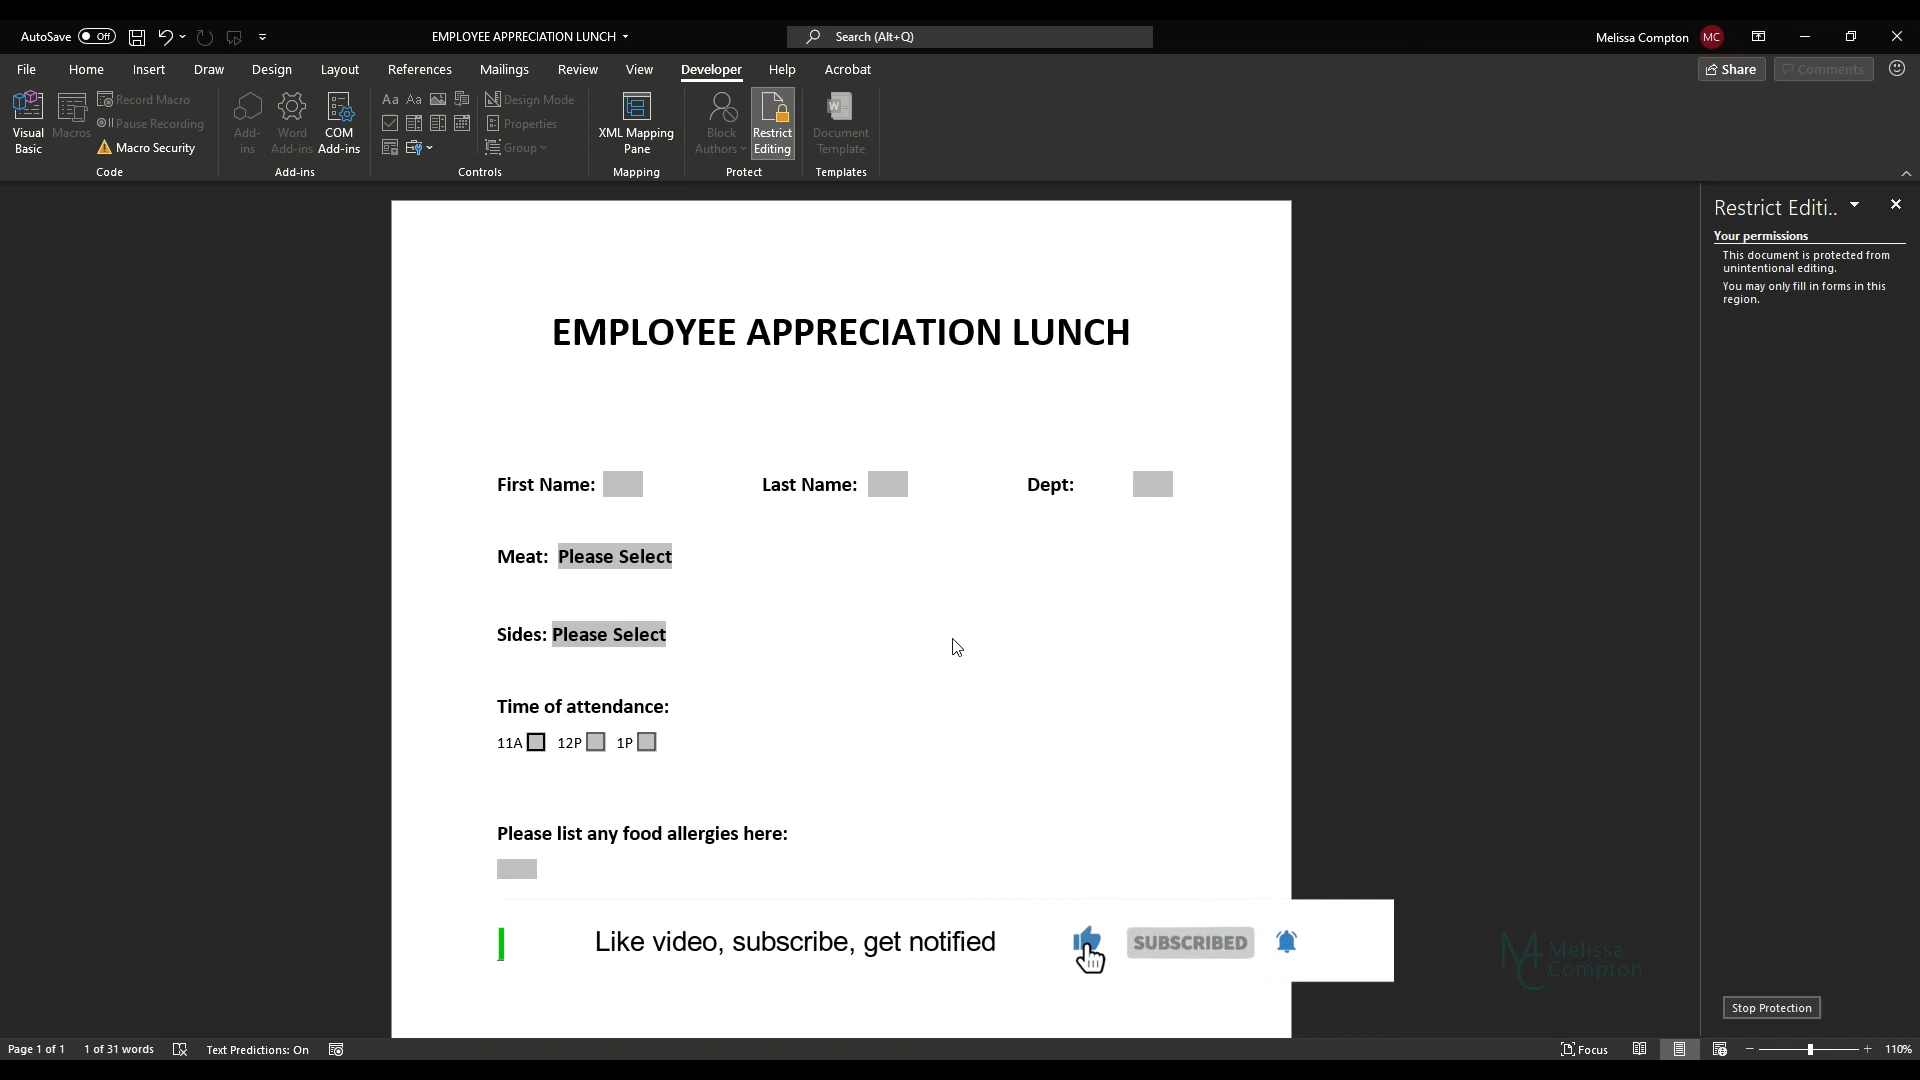 AutoSave Off
EMPLOYEE APPRECIATION LUNCH
Search (Alt+Q)
Melissa Compton MC
File Home Insert Draw Design Layout References Mailings Review View Developer Help Acrobat
Share Comments
Visual Basic
Macros
Record Macro
Pause Recording
Macro Security
Code
Add-ins
Word Add-ins
COM Add-ins
Add-ins
Aa Aa
Design Mode
Properties
Group
Controls
XML Mapping Pane
Mapping
Block Authors
Restrict Editing
Protect
W
Document Template
Templates
Restrict Editi..
Your permissions
This document is protected from
unintentional editing.
You may only fill in forms in this
region.
EMPLOYEE APPRECIATION LUNCH
First Name: Last Name: Dept:
Meat: Please Select
Sides: Please Select
Time of attendance:
11A 12P 1P
Please list any food allergies here:
Like video, subscribe, get notified SUBSCRIBED
MC Melissa
Compton
Stop Protection
Page 1 of 1 1 of 31 words Text Predictions: On Focus 110%